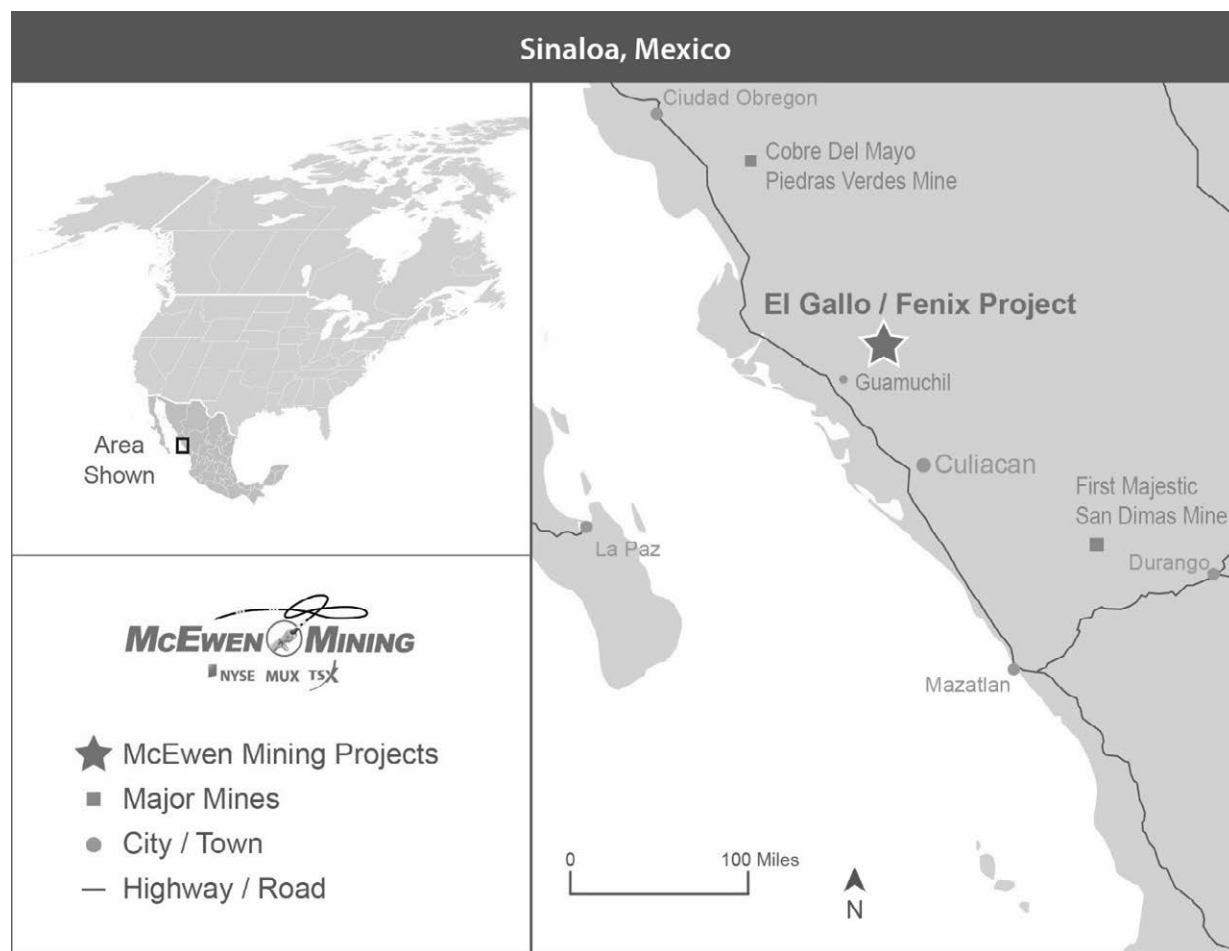 Sinaloa, Mexico
Area
Shown
McEWEN MINING
NYSE MUX TSX
McEwen Mining Projects
Major Mines
City / Town
Highway / Road
Ciudad Obregon
Cobre Del Mayo
Piedras Verdes Mine
El Gallo / Fenix Project
Guamuchil
Culiacan
First Majestic
San Dimas Mine
Durango
La Paz
Mazatlan
0 100 Miles
N